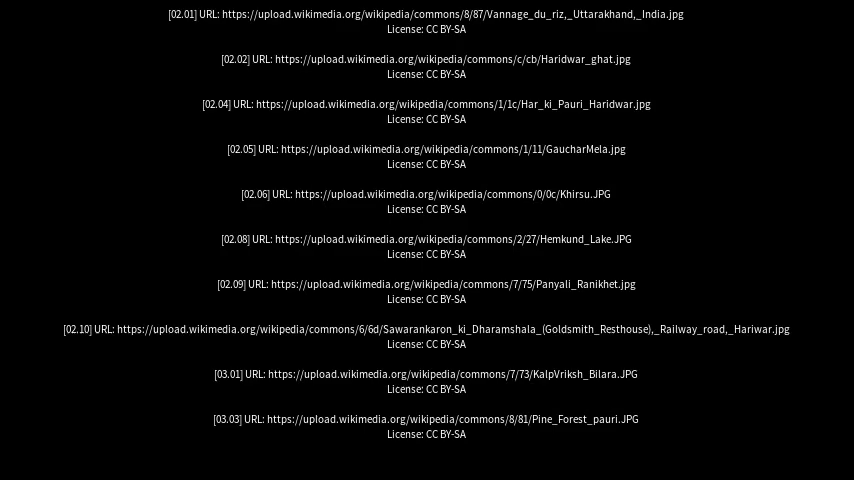 [02.01] URL: https://upload.wikimedia.org/wikipedia/commons/8/87/Vannage_du_riz,_Uttarakhand,_India.jpg
License: CC BY-SA
[02.02] URL: https://upload.wikimedia.org/wikipedia/commons/c/cb/Haridwar_ghat.jpg
License: CC BY-SA
[02.04] URL: https://upload.wikimedia.org/wikipedia/commons/1/1c/Har_ki_Pauri_Haridwar.jpg
License: CC BY-SA
[02.05] URL: https://upload.wikimedia.org/wikipedia/commons/1/11/GaucharMela.jpg
License: CC BY-SA
[02.06] URL: https://upload.wikimedia.org/wikipedia/commons/0/0c/Khirsu.JPG
License: CC BY-SA
[02.08] URL: https://upload.wikimedia.org/wikipedia/commons/2/27/Hemkund_Lake.JPG
License: CC BY-SA
[02.09] URL: https://upload.wikimedia.org/wikipedia/commons/7/75/Panyali_Ranikhet.jpg
License: CC BY-SA
[02.10] URL: https://upload.wikimedia.org/wikipedia/commons/6/6d/Sawarankaron_ki_Dharamshala_(Goldsmith_Resthouse),_Railway_road,_Hariwar.jpg
License: CC BY-SA
[03.01] URL: https://upload.wikimedia.org/wikipedia/commons/7/73/KalpVriksh_Bilara.JPG
License: CC BY-SA
[03.03] URL: https://upload.wikimedia.org/wikipedia/commons/8/81/Pine_Forest_pauri.JPG
License: CC BY-SA